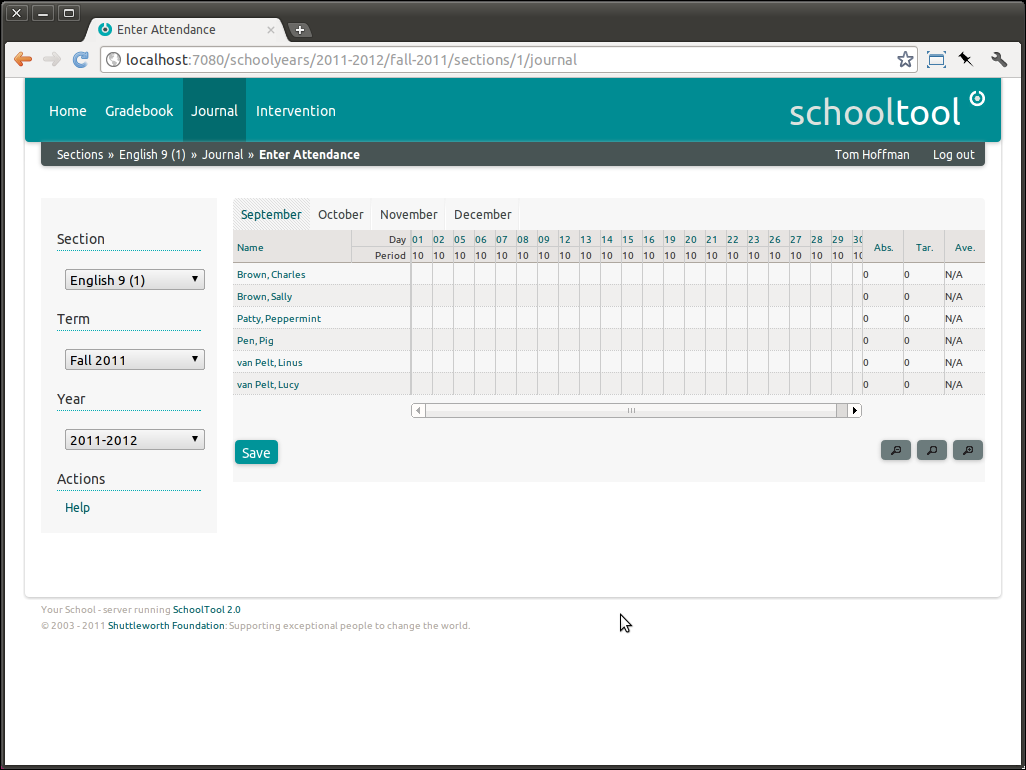 Enter Attendance
localhost:7080/schoolyears/2011-2012/fall-2011/sections/1/journal
Home Gradebook Journal Intervention
schooltool
Sections » English 9 (1) » Journal » Enter Attendance
Tom Hoffman Log out
Section
English 9 (1)
Term
Fall 2011
Year
2011-2012
Actions
Help
September October November December
Name Day 01 02 05 06 07 08 09 12 13 14 15 16 19 20 21 22 23 26 27 28 29 30 Abs. Tar. Ave.
Period 10 10 10 10 10 10 10 10 10 10 10 10 10 10 10 10 10 10 10 10 10 10
Brown, Charles 0 0 N/A
Brown, Sally 0 0 N/A
Patty, Peppermint 0 0 N/A
Pen, Pig 0 0 N/A
van Pelt, Linus 0 0 N/A
van Pelt, Lucy 0 0 N/A
Save
Your School - server running SchoolTool 2.0
© 2003 - 2011 Shuttleworth Foundation: Supporting exceptional people to change the world.